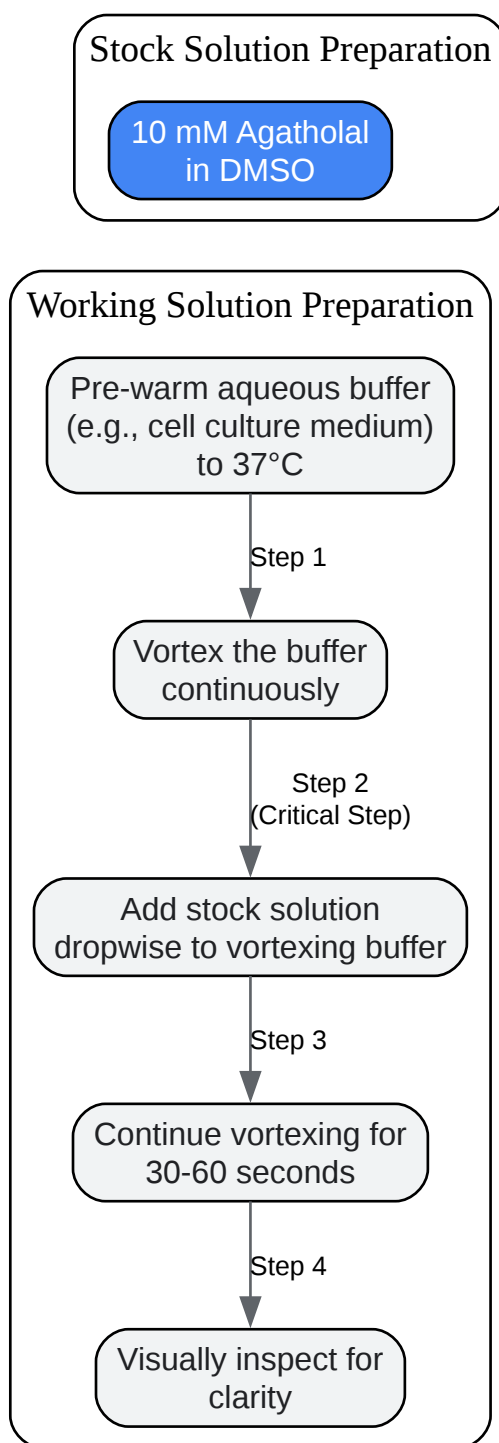 Stock Solution Preparation
10 mM Agatholal
in DMSO
Working Solution Preparation
Pre-warm aqueous buffer
(e.g., cell culture medium)
to 37°C
Step 1
Vortex the buffer
continuously
Step 2
(Critical Step)
Add stock solution
dropwise to vortexing buffer
Step 3
Continue vortexing for
30-60 seconds
Step 4
Visually inspect for
clarity